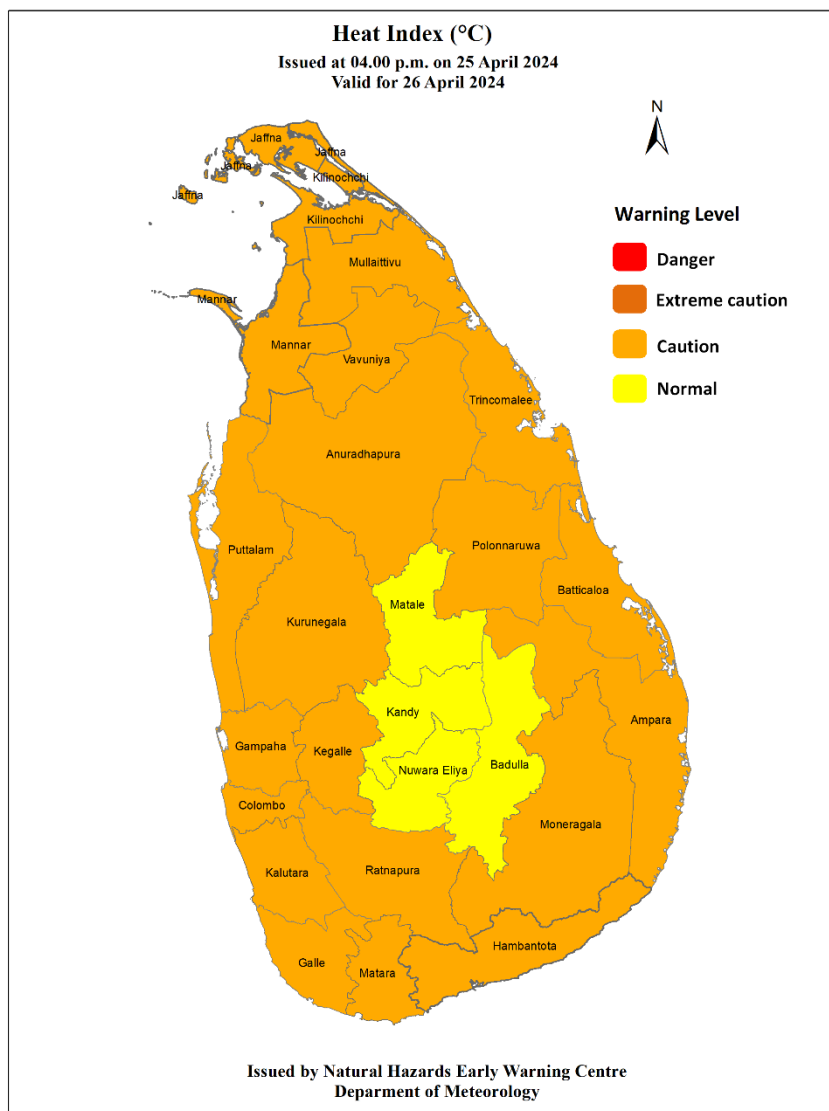 Heat Index (°C)
Issued at 04.00 p.m. on 25 April 2024
Valid for 26 April 2024
N
Jaffna
Jaffna
Jaffna
Kilinochchi
Jaffna
Kilinochchi
Warning Level
Mullaittivu
Danger
Mannar
Extreme caution
Mannar
Caution
Vavuniya
Normal
Trincomalee
Anuradhapura
Puttalam
Polonnaruwa
Batticaloa
Matale
Kurunegala
Kandy
Ampara
Gampaha
Kegalle
Nuwara Eliya
Badulla
Colombo
Moneragala
Kalutara
Ratnapura
Hambantota
Galle
Matara
Issued by Natural Hazards Early Warning Centre
Deparment of Meteorology